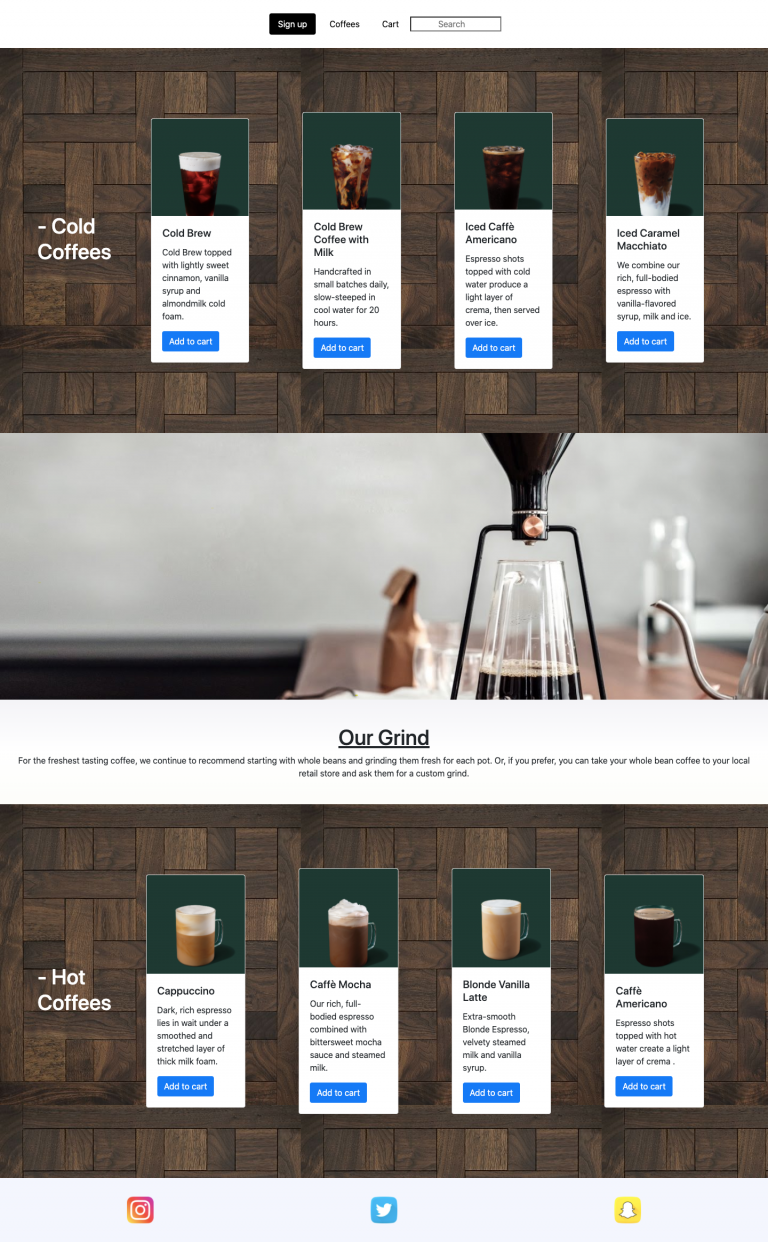 Sign up Coffees Cart Search
- Cold
Coffees
Cold Brew
Cold Brew topped
with lightly sweet
cinnamon, vanilla
syrup and
almondmilk cold
foam.
Add to cart
Cold Brew
Coffee with
Milk
Handcrafted in
small batches daily,
slow-steeped in
cool water for 20
hours.
Add to cart
Iced Caffè
Americano
Espresso shots
topped with cold
water produce a
light layer of
crema, then served
over ice.
Add to cart
Iced Caramel
Macchiato
We combine our
rich, full-bodied
espresso with
vanilla-flavored
syrup, milk and ice.
Add to cart
Our Grind
For the freshest tasting coffee, we continue to recommend starting with whole beans and grinding them fresh for each pot. Or, if you prefer, you can take your whole bean coffee to your local
retail store and ask them for a custom grind.
- Hot
Coffees
Cappuccino
Dark, rich espresso
lies in wait under a
smoothed and
stretched layer of
thick milk foam.
Add to cart
Caffè Mocha
Our rich, full-
bodied espresso
combined with
bittersweet mocha
sauce and steamed
milk.
Add to cart
Blonde Vanilla
Latte
Extra-smooth
Blonde Espresso,
velvety steamed
milk and vanilla
syrup.
Add to cart
Caffè
Americano
Espresso shots
topped with hot
water create a light
layer of crema .
Add to cart